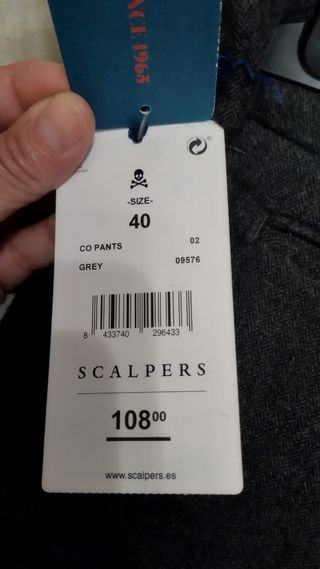 NCE 1965
-SIZE-
40
CO PANTS 02
GREY 09576
8 433740 296433
SCALPERS
108⁰⁰
www.scalpers.es